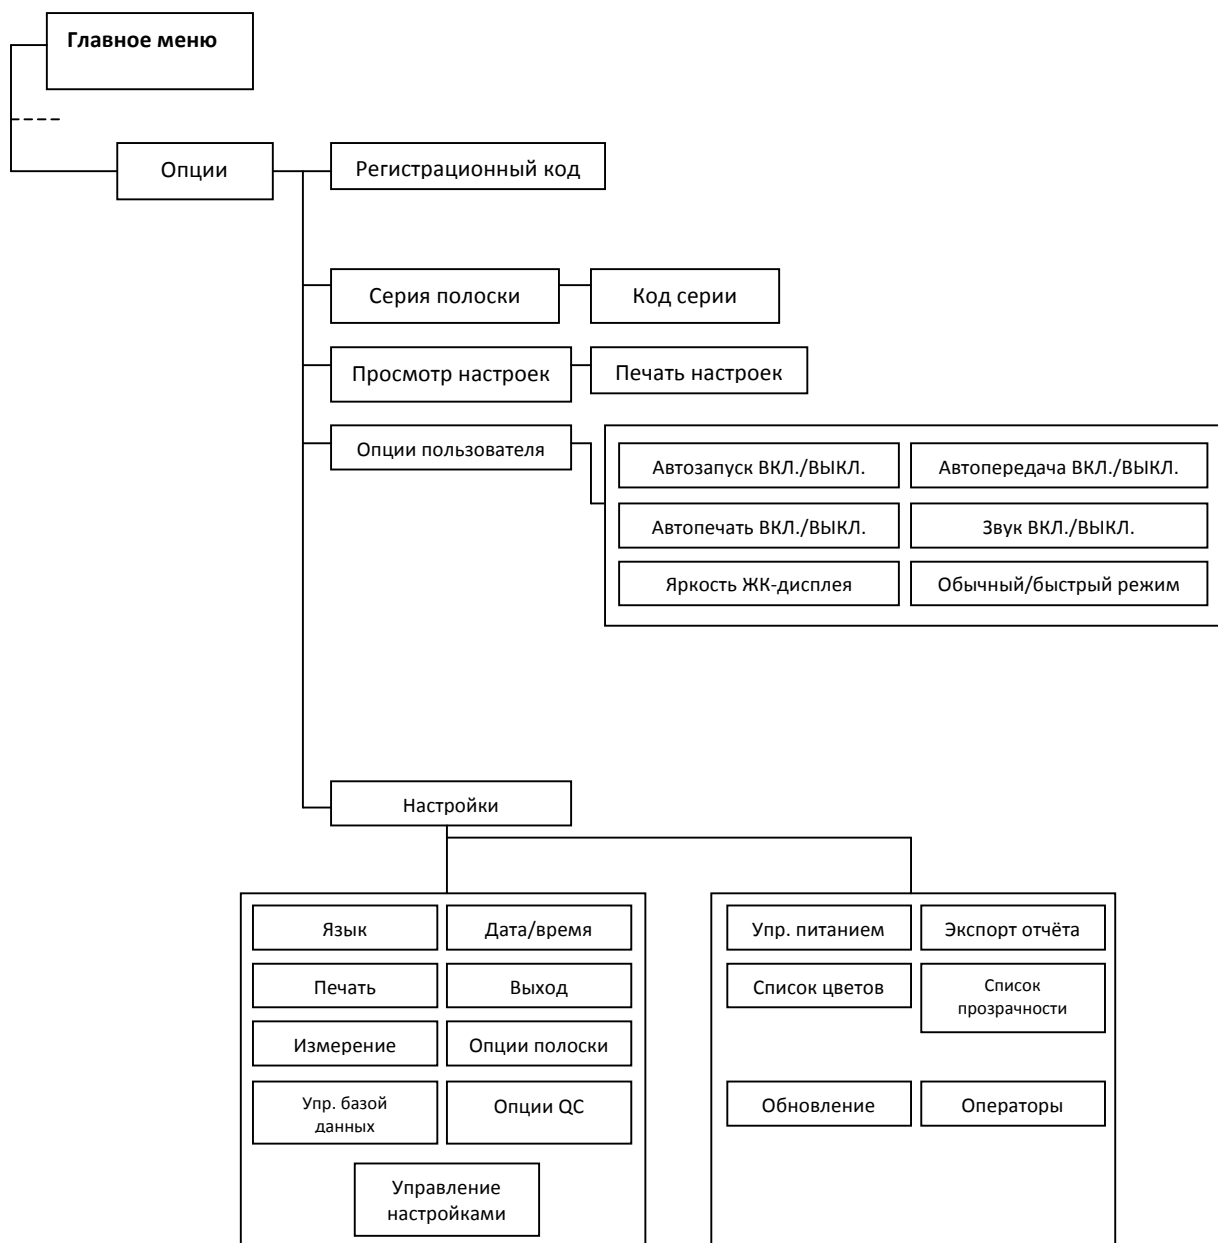 Главное меню
Опции
Регистрационный код
Серия полоски
Код серии
Просмотр настроек
Печать настроек
Опции пользователя
Автозапуск ВКЛ./ВЫКЛ.
Автопередача ВКЛ./ВЫКЛ.
Автопечать ВКЛ./ВЫКЛ.
Звук ВКЛ./ВЫКЛ.
Яркость ЖК-дисплея
Обычный/быстрый режим
Настройки
Язык
Дата/время
Печать
Выход
Измерение
Опции полоски
Упр. базой
данных
Опции QC
Управление
настройками
Упр. питанием
Экспорт отчёта
Список цветов
Список
прозрачности
Обновление
Операторы